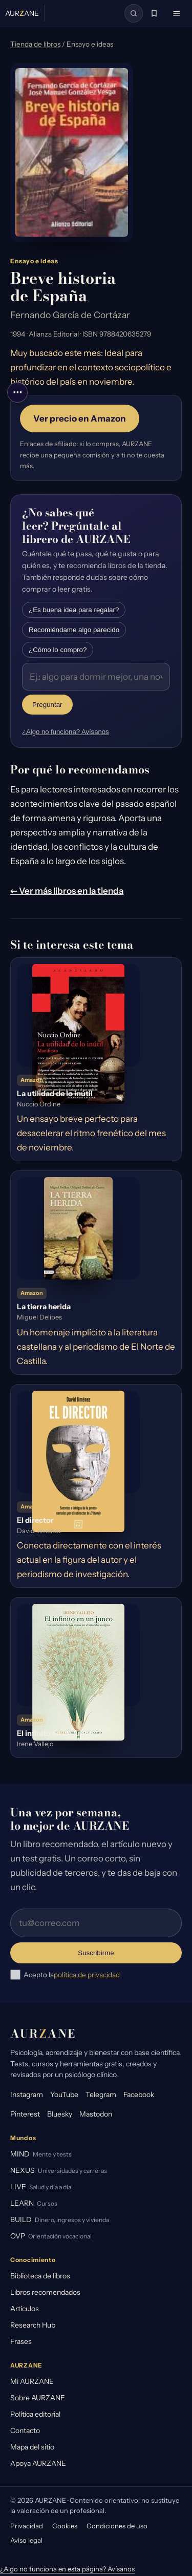 AURZANE
Tienda de libros / Ensayo e ideas
Fernando García de Cortázar
José Manuel González Vesga
Breve historia
de España
Alianza Editorial
Ensayo e ideas
Breve historia
de España
Fernando García de Cortázar
1994 · Alianza Editorial · ISBN 9788420635279
Muy buscado este mes: Ideal para
profundizar en el contexto sociopolítico e
histórico del país este noviembre.
Ver precio en Amazon
Enlaces de afiliado: si lo compras, AURZANE
recibe una pequeña comisión y a ti no te cuesta
más.
¿No sabes qué
leer? Pregúntale al
librero de AURZANE
Cuéntale qué te pasa, qué te gusta o para
quién es, y te recomienda libros de la tienda.
También responde dudas sobre cómo
comprar o leer gratis.
¿Es buena idea para regalar?
Recomiéndame algo parecido
¿Cómo lo compro?
Ej.: algo para dormir mejor, una nov
Preguntar
¿Algo no funciona? Avísanos
Por qué lo recomendamos
Es para lectores interesados en recorrer los
acontecimientos clave del pasado español
de forma amena y rigurosa. Aporta una
perspectiva amplia y narrativa de la
identidad, los conflictos y la cultura de
España a lo largo de los siglos.
← Ver más libros en la tienda
Si te interesa este tema
Nuccio Ordine
La utilidad de lo inútil
Manifiesto
Amazon
La utilidad de lo inútil
Nuccio Ordine
Un ensayo breve perfecto para
desacelerar el ritmo frenético del mes
de noviembre.
Miguel Delibes
LA TIERRA
HERIDA
Amazon
La tierra herida
Miguel Delibes
Un homenaje implícito a la literatura
castellana y al periodismo de El Norte de
Castilla.
David Jiménez
EL DIRECTOR
Secretos e intrigas de la prensa
narrados por el exdirector de El Mundo
El director
Conecta directamente con el interés
actual en la figura del autor y el
periodismo de investigación.
IRENE VALLEJO
El infinito en un junco
Irene Vallejo
Una vez por semana,
lo mejor de AURZANE
Un libro recomendado, el artículo nuevo y
un test gratis. Un correo corto, sin
publicidad de terceros, y te das de baja con
un clic.
tu@correo.com
Suscribirme
Acepto la política de privacidad
AURZANE
Psicología, aprendizaje y bienestar con base científica.
Tests, cursos y herramientas gratis, creados y
revisados por un psicólogo clínico.
Instagram YouTube Telegram Facebook
Pinterest Bluesky Mastodon
Mundos
MIND Mente y tests
NEXUS Universidades y carreras
LIVE Salud y día a día
LEARN Cursos
BUILD Dinero, ingresos y vivienda
OVP Orientación vocacional
Conocimiento
Biblioteca de libros
Libros recomendados
Artículos
Research Hub
Frases
AURZANE
Mi AURZANE
Sobre AURZANE
Política editorial
Contacto
Mapa del sitio
Apoya AURZANE
© 2026 AURZANE · Contenido orientativo: no sustituye
la valoración de un profesional.
Privacidad Cookies Condiciones de uso
Aviso legal
¿Algo no funciona en esta página? Avísanos